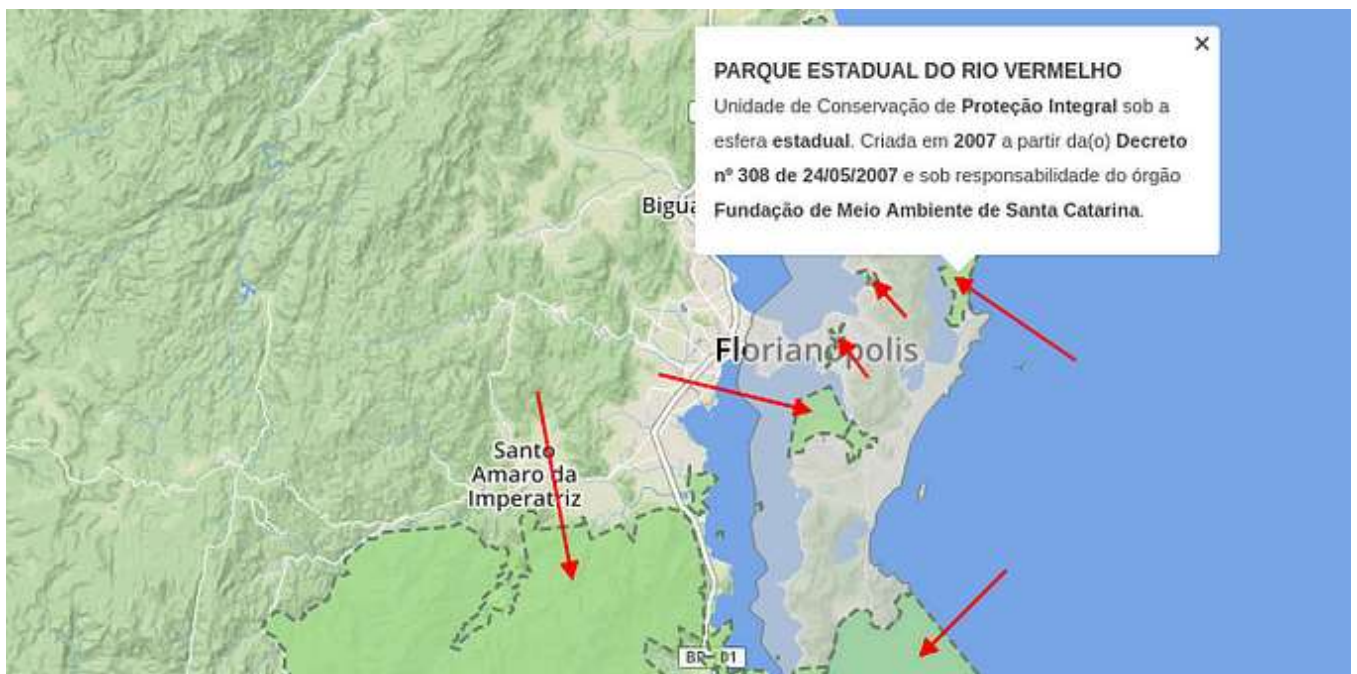 ×
PARQUE ESTADUAL DO RIO VERMELHO
Unidade de Conservação de Proteção Integral sob a
esfera estadual. Criada em 2007 a partir da(o) Decreto
nº 308 de 24/05/2007 e sob responsabilidade do órgão
Fundação de Meio Ambiente de Santa Catarina.
Bigua
Florianópolis
Santo
Amaro da
Imperatriz